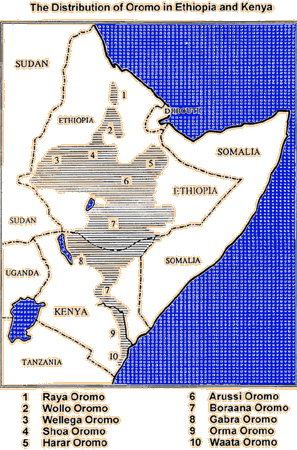 The Distribution of Oromo in Ethiopia and Kenya
SUDAN
1
DJIBOUTI
ETHIOPIA
2
SOMALIA
3
4
5
6
ETHIOPIA
7
SUDAN
8
SOMALIA
UGANDA
7
KENYA
9
10
TANZANIA
1 Raya Oromo
2 Wollo Oromo
3 Wellega Oromo
4 Shoa Oromo
5 Harar Oromo
6 Arussi Oromo
7 Boraana Oromo
8 Gabra Oromo
9 Orma Oromo
10 Waata Oromo